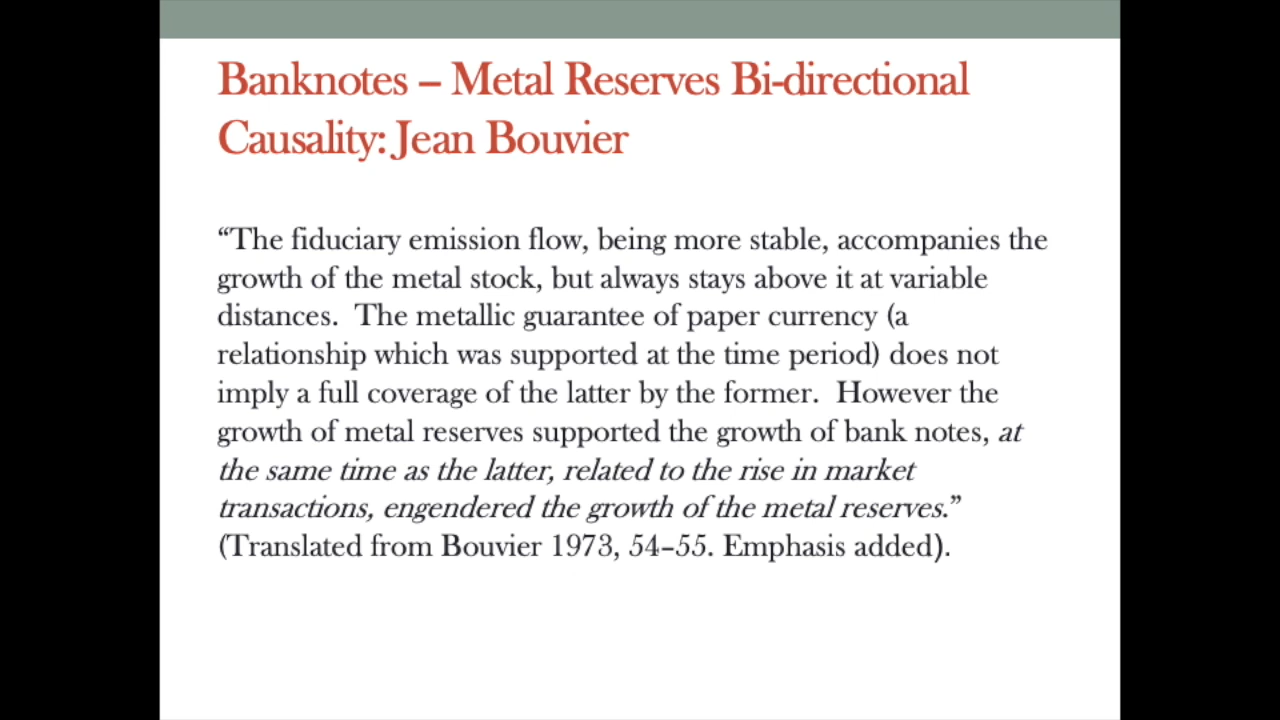 Banknotes – Metal Reserves Bi-directional
Causality: Jean Bouvier
“The fiduciary emission flow, being more stable, accompanies the
growth of the metal stock, but always stays above it at variable
distances.  The metallic guarantee of paper currency (a
relationship which was supported at the time period) does not
imply a full coverage of the latter by the former.  However the
growth of metal reserves supported the growth of bank notes, at
the same time as the latter, related to the rise in market
transactions, engendered the growth of the metal reserves.”
(Translated from Bouvier 1973, 54–55. Emphasis added).